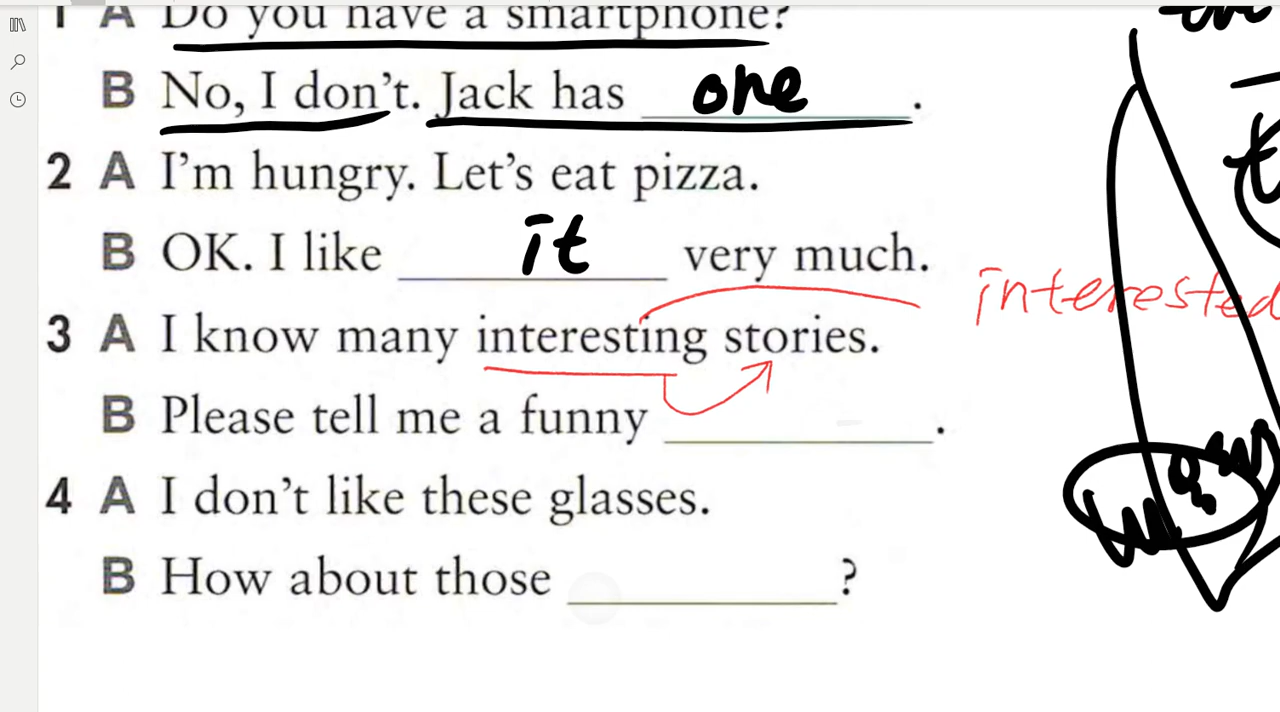 1 A Do you have a smartphone?
B No, I don't. Jack has one.
2 A I'm hungry. Let's eat pizza.
B OK. I like it very much.
interested
3 A I know many interesting stories.
B Please tell me a funny ____________.
4 A I don't like these glasses.
B How about those ____________?